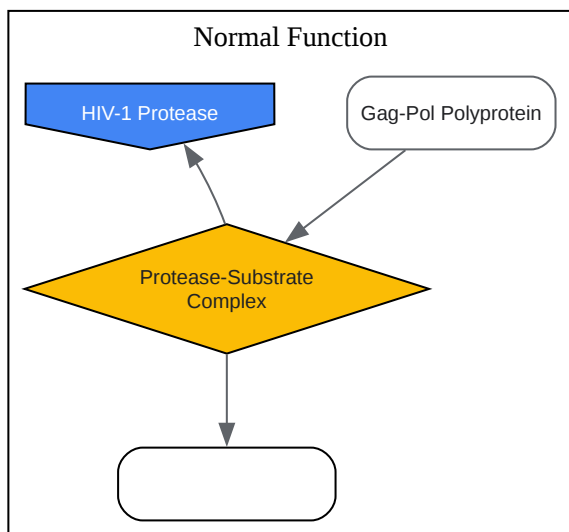 Normal Function
HIV-1 Protease
Gag-Pol Polyprotein
Protease-Substrate
Complex